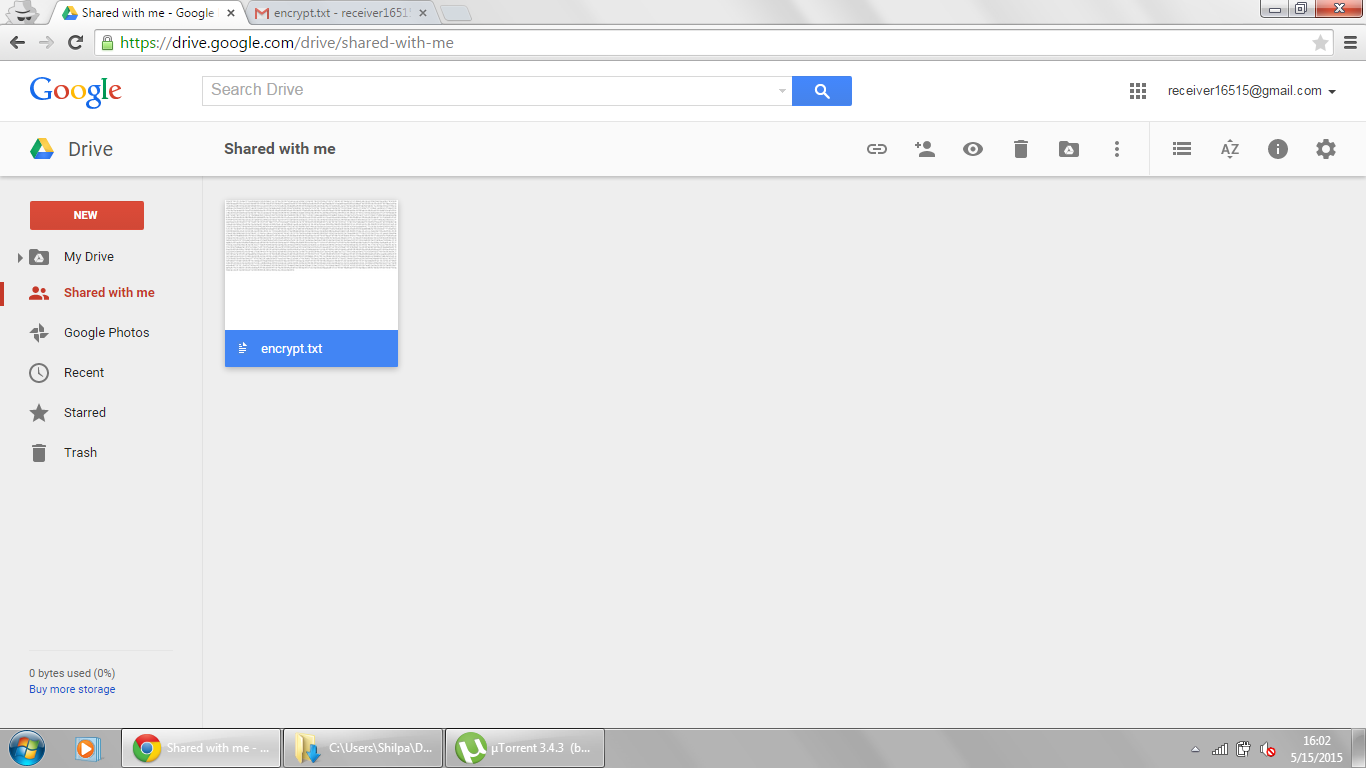 Shared with me - Google
encrypt.txt - receiver1651
https://drive.google.com/drive/shared-with-me
Google
Search Drive
receiver16515@gmail.com
Drive
Shared with me
AZ
NEW
My Drive
Shared with me
Google Photos
Recent
Starred
Trash
encrypt.txt
0 bytes used (0%)
Buy more storage
Shared with me - ...
C:\Users\Shilpa\D...
µTorrent 3.4.3 (b...
16:02
5/15/2015